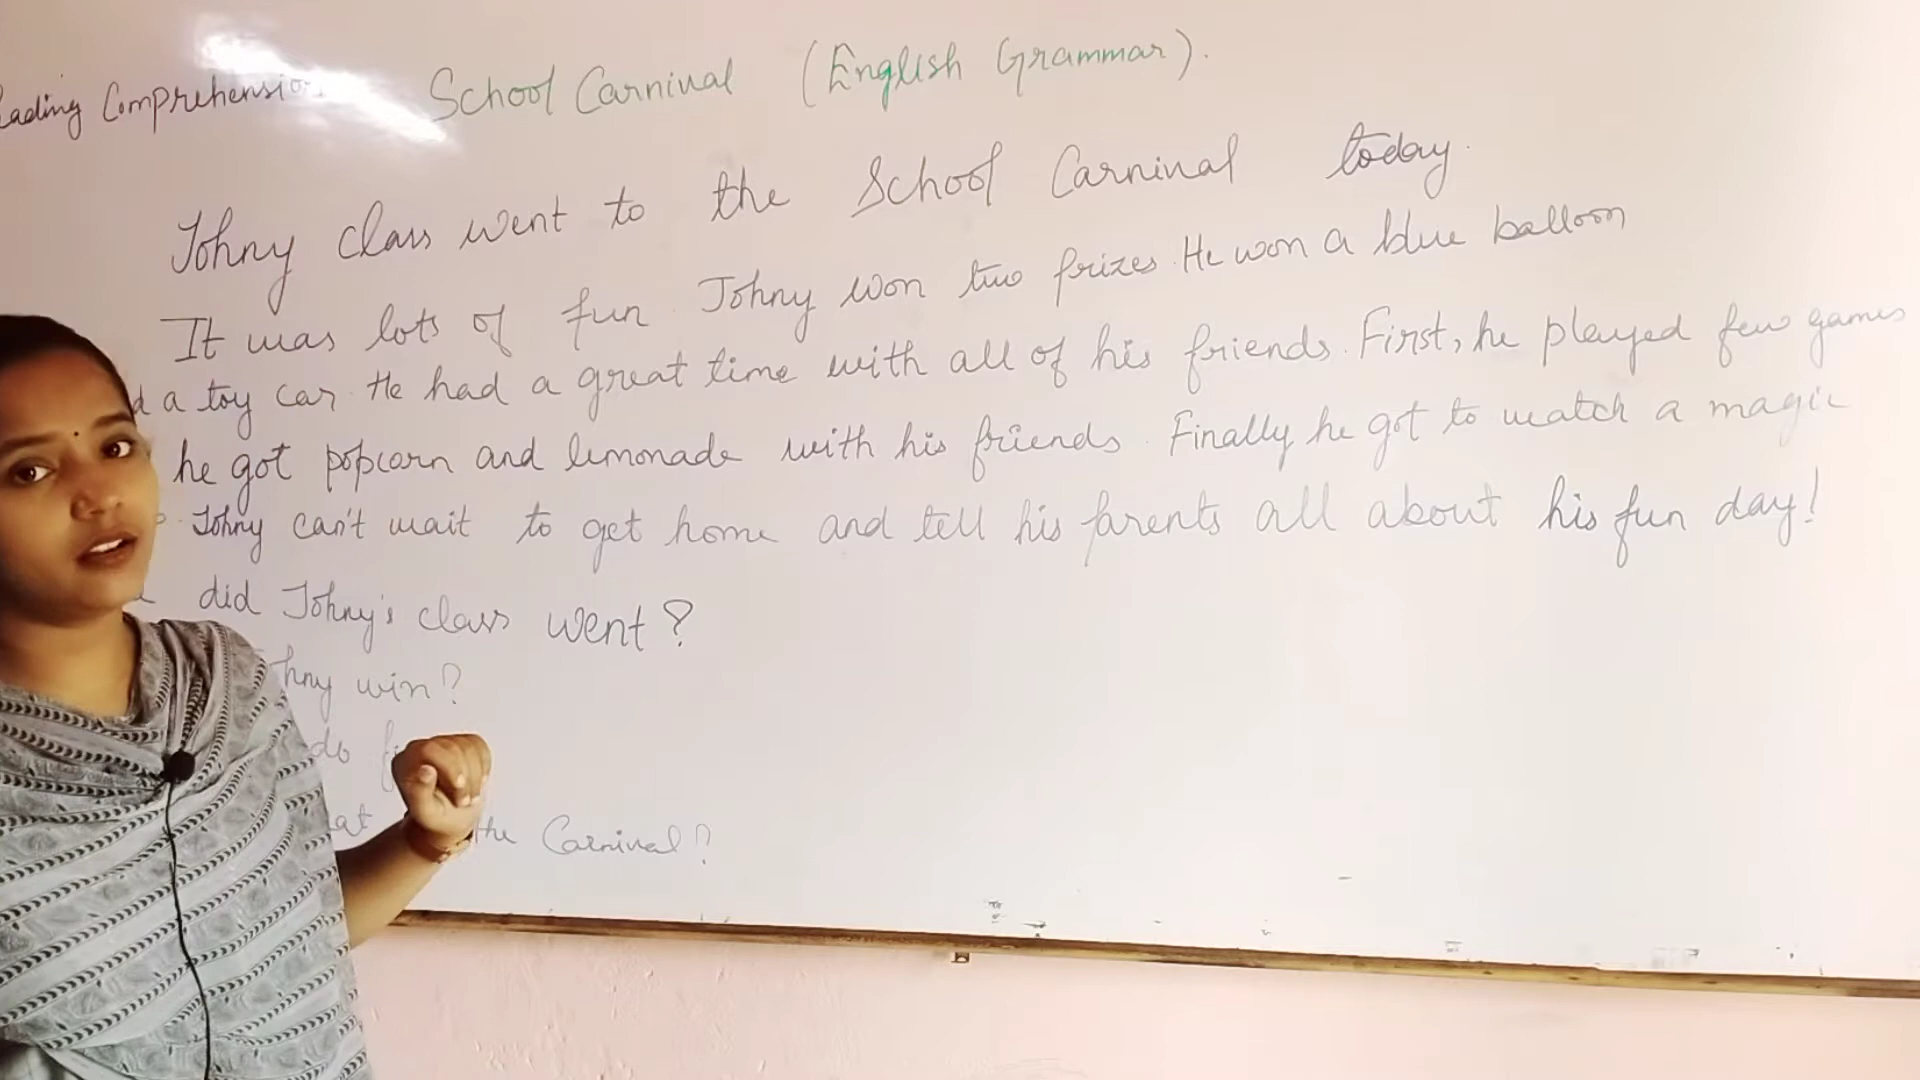 Comprehension School Carnival (English Grammar).
Johny class went to the School Carnival today.
It was lots of fun. Johny won two prizes. He won a blue balloon
a toy car. He had a great time with all of his friends. First, he played few games
he got popcorn and lemonade with his friends. Finally he got to watch a magic
Johny can't wait to get home and tell his parents all about his fun day!
did Johny's class went?
win?
do
the Carnival?